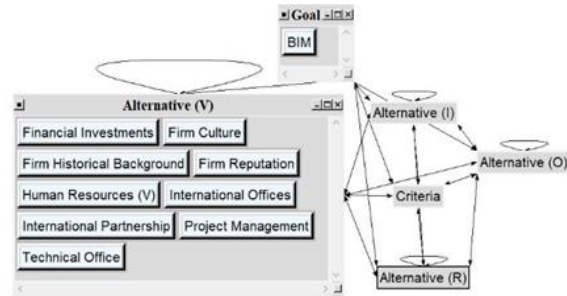 Goal
BIM
Alternative (V)
Financial Investments Firm Culture
Firm Historical Background Firm Reputation
Human Resources (V) International Offices
International Partnership Project Management
Technical Office
Alternative (I)
Alternative (O)
Criteria
Alternative (R)